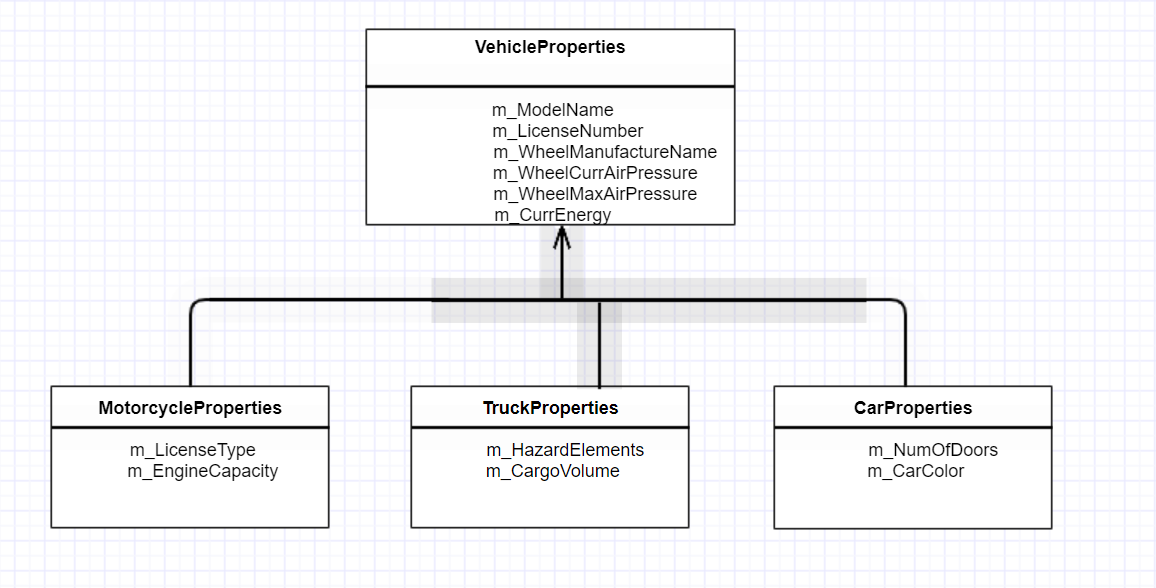 VehicleProperties
m_ModelName
m_LicenseNumber
m_WheelManufactureName
m_WheelCurrAirPressure
m_WheelMaxAirPressure
m_CurrEnergy
MotorcycleProperties
m_LicenseType
m_EngineCapacity
TruckProperties
m_HazardElements
m_CargoVolume
CarProperties
m_NumOfDoors
m_CarColor